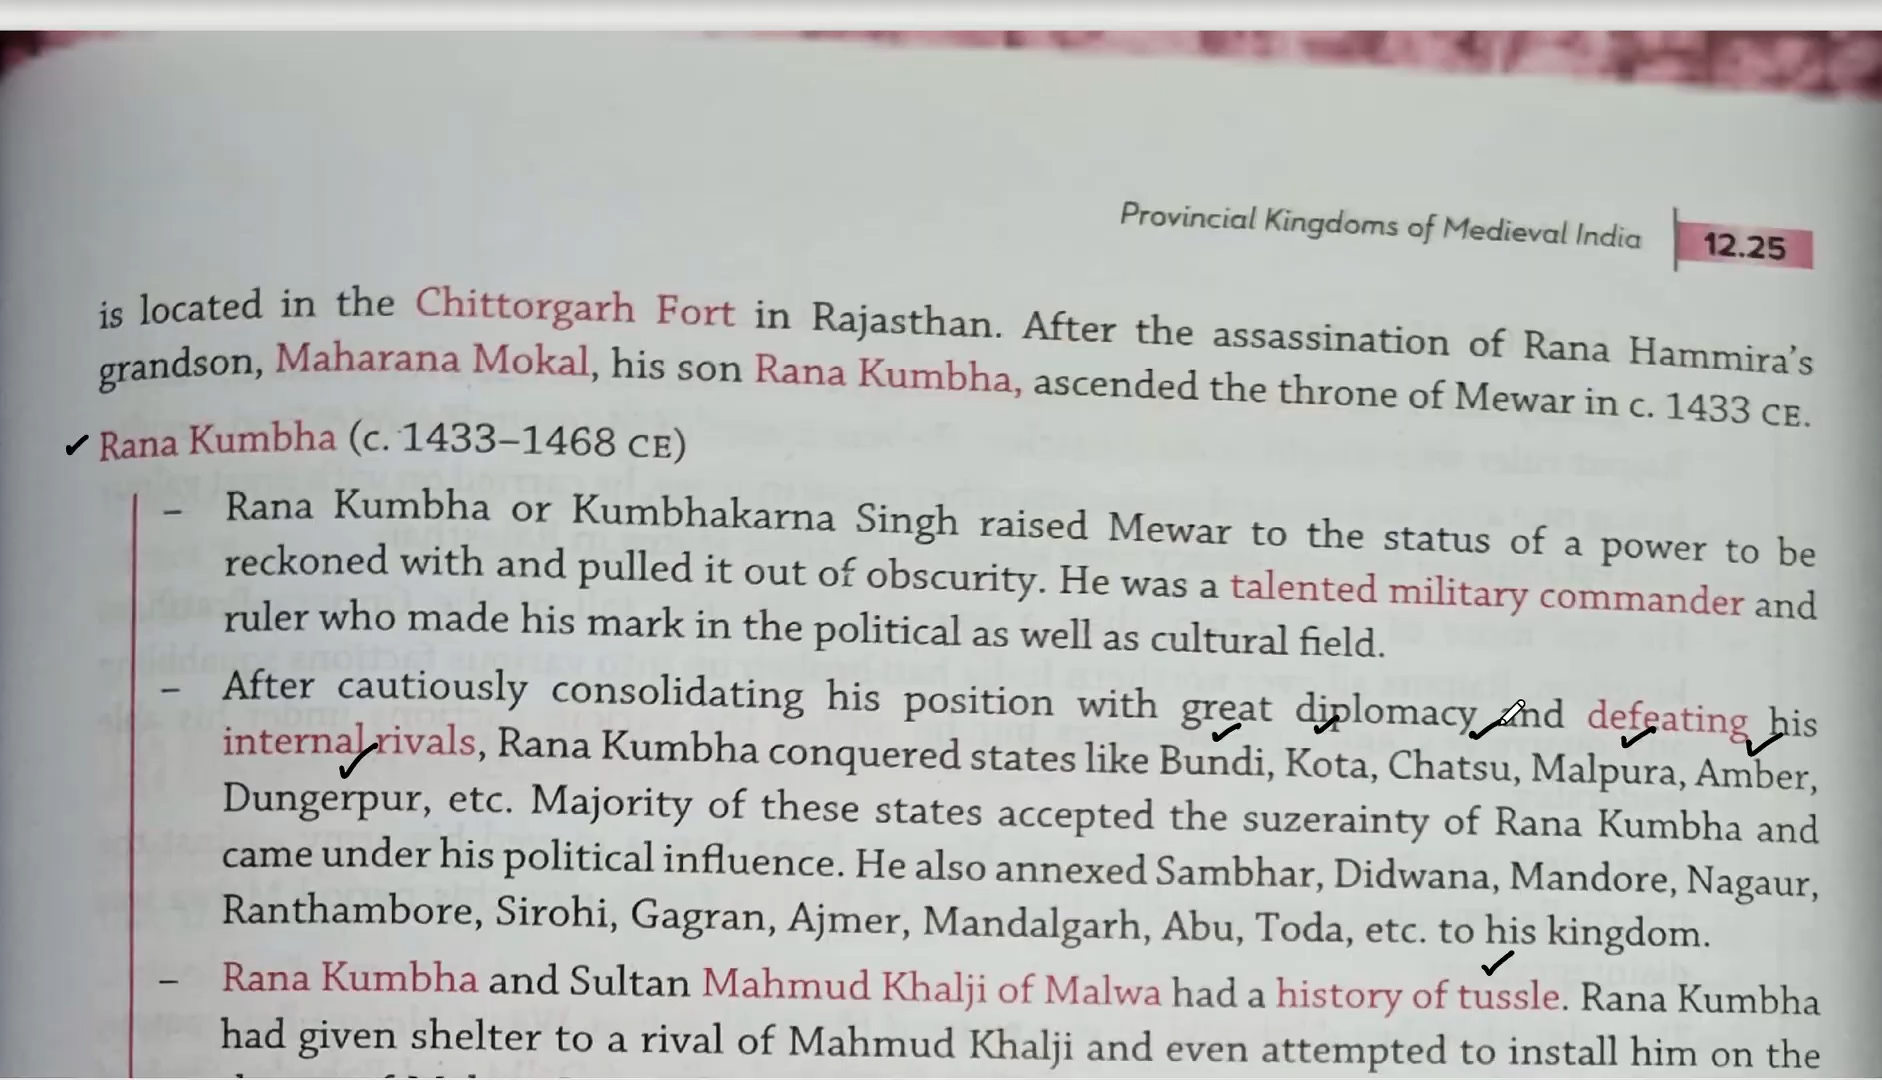 Provincial Kingdoms of Medieval India 12.25
is located in the Chittorgarh Fort in Rajasthan. After the assassination of Rana Hammira's
grandson, Maharana Mokal, his son Rana Kumbha, ascended the throne of Mewar in c. 1433 CE.
Rana Kumbha (c. 1433–1468 CE)
– Rana Kumbha or Kumbhakarna Singh raised Mewar to the status of a power to be
reckoned with and pulled it out of obscurity. He was a talented military commander and
ruler who made his mark in the political as well as cultural field.
– After cautiously consolidating his position with great diplomacy and defeating his
internal rivals, Rana Kumbha conquered states like Bundi, Kota, Chatsu, Malpura, Amber,
Dungerpur, etc. Majority of these states accepted the suzerainty of Rana Kumbha and
came under his political influence. He also annexed Sambhar, Didwana, Mandore, Nagaur,
Ranthambore, Sirohi, Gagran, Ajmer, Mandalgarh, Abu, Toda, etc. to his kingdom.
– Rana Kumbha and Sultan Mahmud Khalji of Malwa had a history of tussle. Rana Kumbha
had given shelter to a rival of Mahmud Khalji and even attempted to install him on the